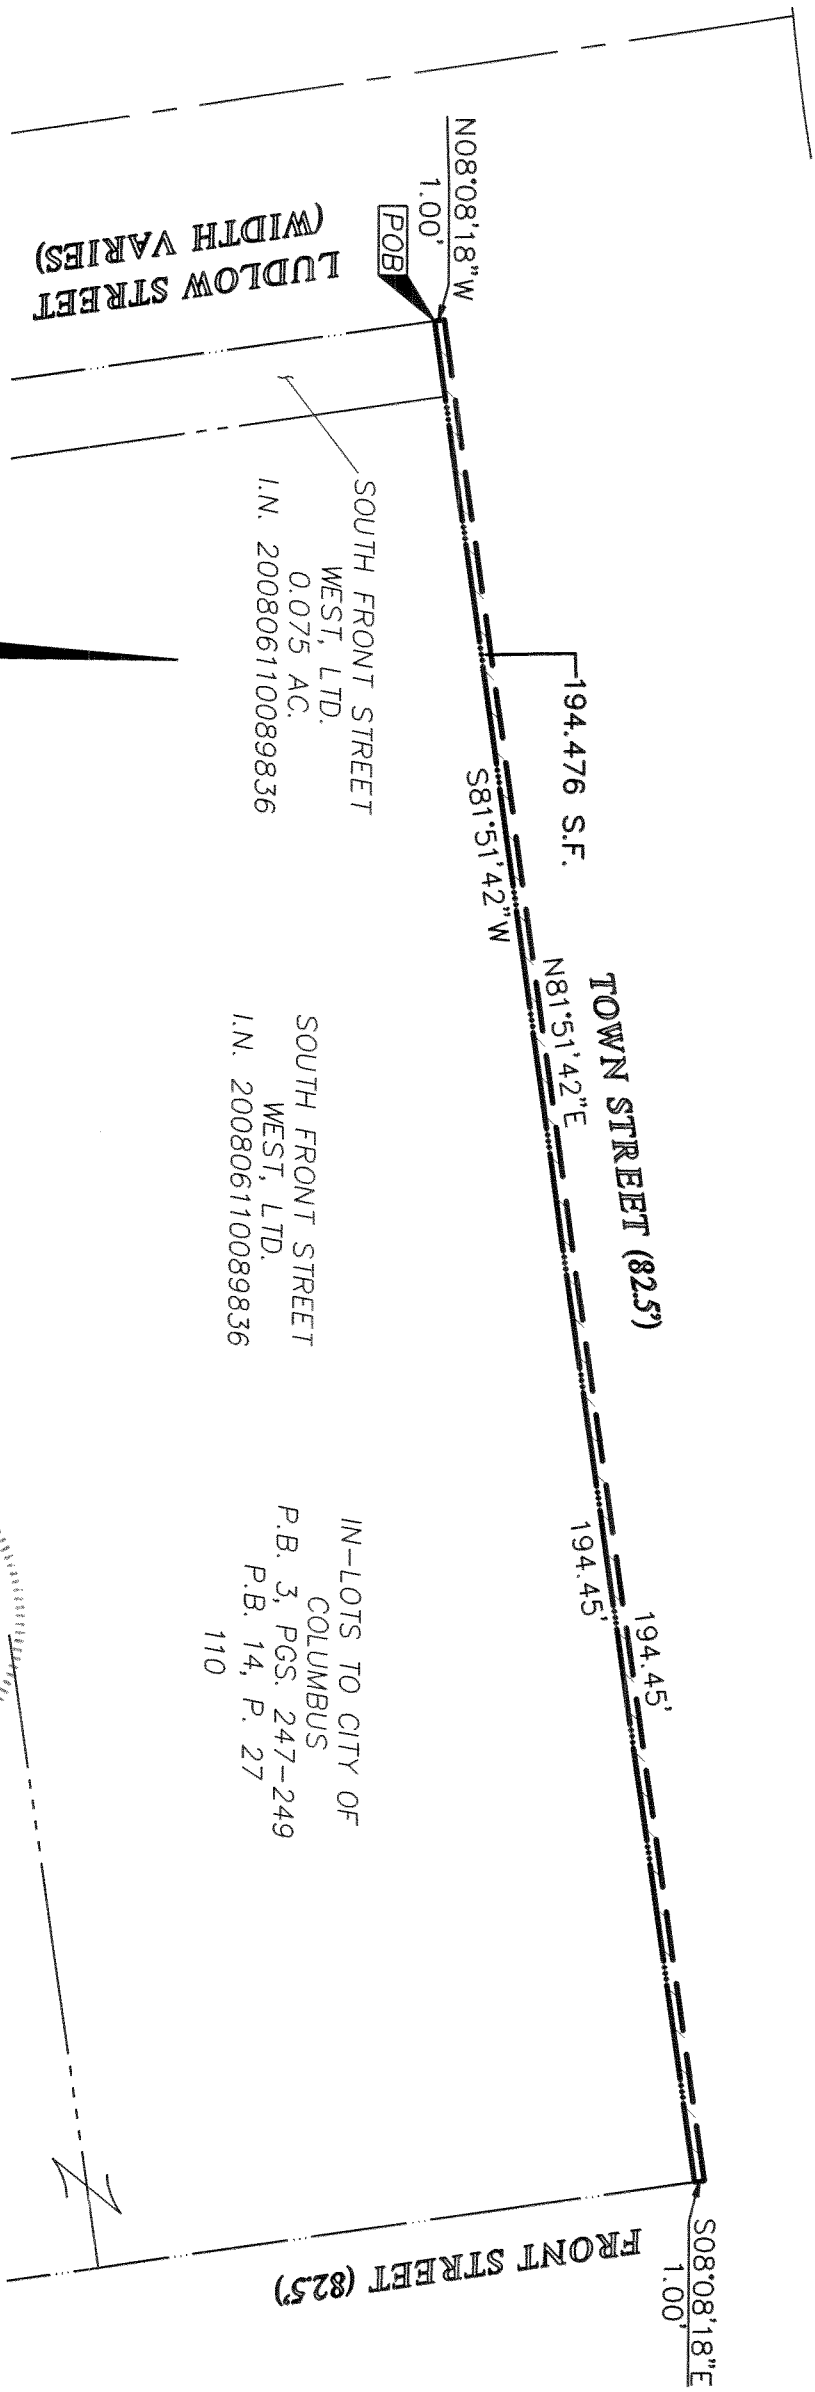 N08°08'18"W
1.00'
POB
LUDLOW STREET
(WIDTH VARIES)
SOUTH FRONT STREET
WEST, LTD.
0.075 AC.
I.N. 200806110089836
194.476 S.F.
S81°51'42"W
N81°51'42"E
TOWN STREET (82.5')
SOUTH FRONT STREET
WEST, LTD.
I.N. 200806110089836
194.45'
194.45'
IN-LOTS TO CITY OF
COLUMBUS
P.B. 3, PGS. 247-249
P.B. 14, P. 27
110
S08°08'18"E
1.00'
FRONT STREET (82.5')